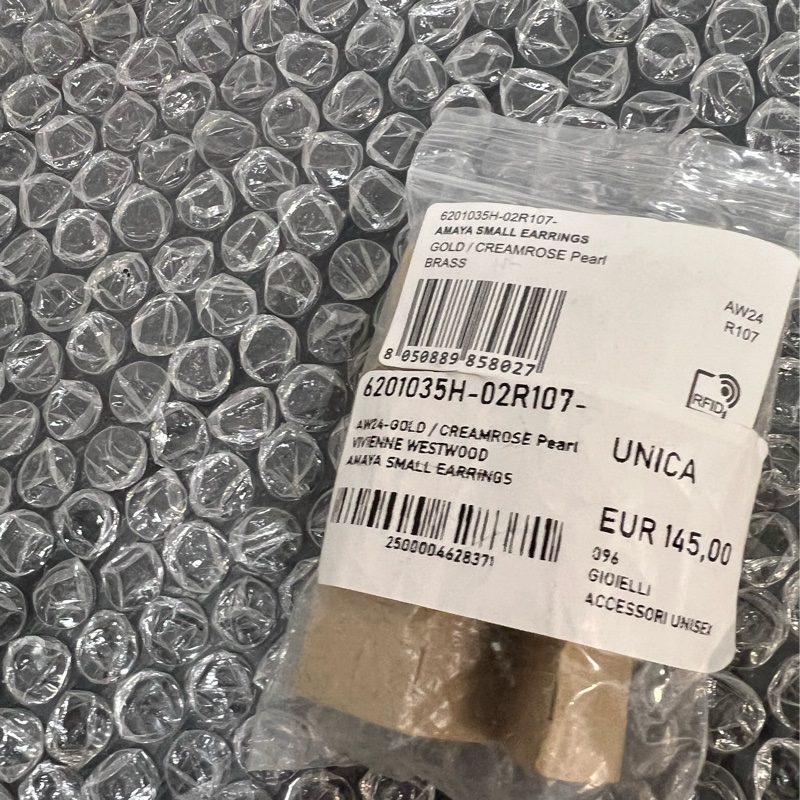 6201035H-02R107-
AMAYA SMALL EARRINGS
GOLD / CREAMROSE Pearl
BRASS
8 050889 858027
AW24
R107
RFID
6201035H-02R107-
AW24-GOLD / CREAMROSE Pearl
VIVIENNE WESTWOOD
AMAYA SMALL EARRINGS
2500004628371
UNICA
EUR 145,00
096
GIOIELLI
ACCESSORI UNISEX